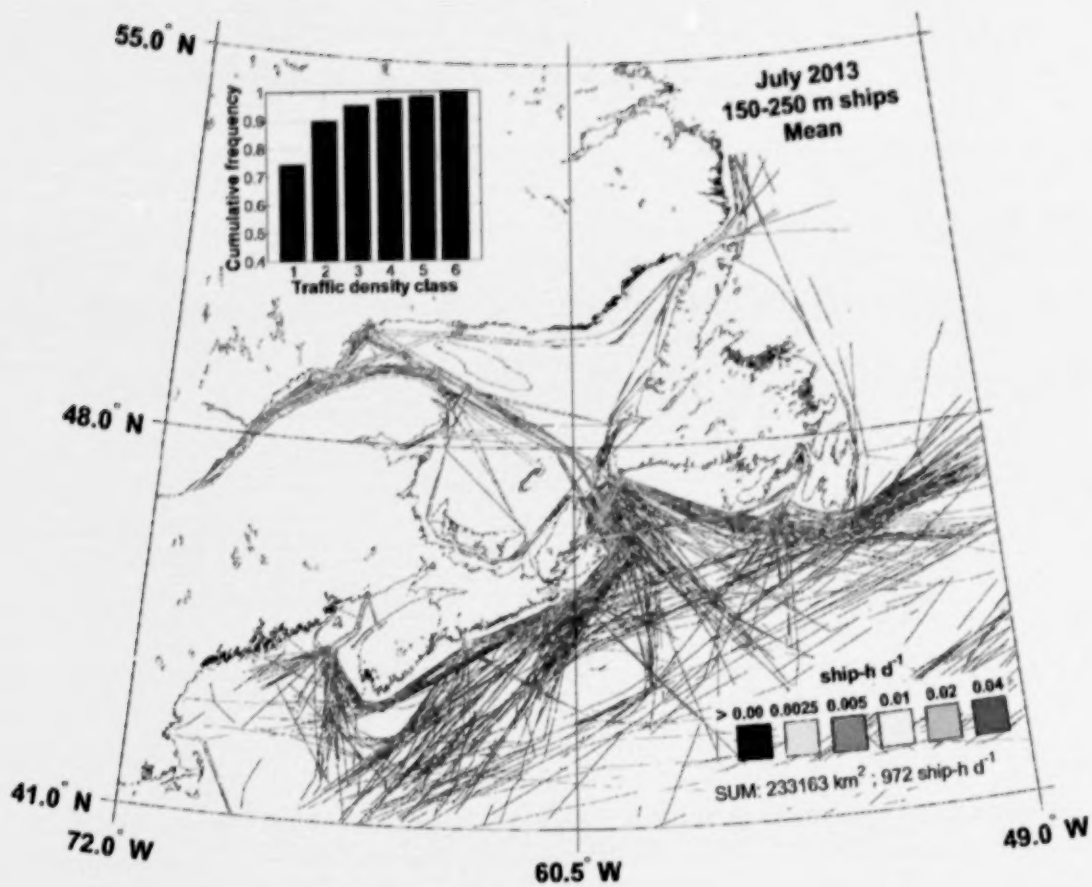 55.0° N
July 2013
150-250 m ships
Mean
Cumulative frequency
1
0.9
0.8
0.7
0.6
0.5
0.4
1 2 3 4 5 6
Traffic density class
48.0° N
ship-h d⁻¹
> 0.00 0.0025 0.005 0.01 0.02 0.04
SUM: 233163 km² ; 972 ship-h d⁻¹
41.0° N
72.0° W
60.5° W
49.0° W